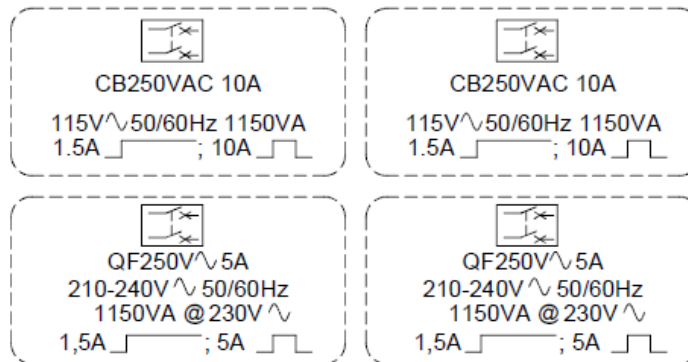 CB250VAC 10A
115V∿50/60Hz 1150VA
1.5A ; 10A
CB250VAC 10A
115V∿50/60Hz 1150VA
1.5A ; 10A
QF250V∿5A
210-240V∿50/60Hz
1150VA @230V∿
1,5A ; 5A
QF250V∿5A
210-240V∿50/60Hz
1150VA @230V∿
1,5A ; 5A